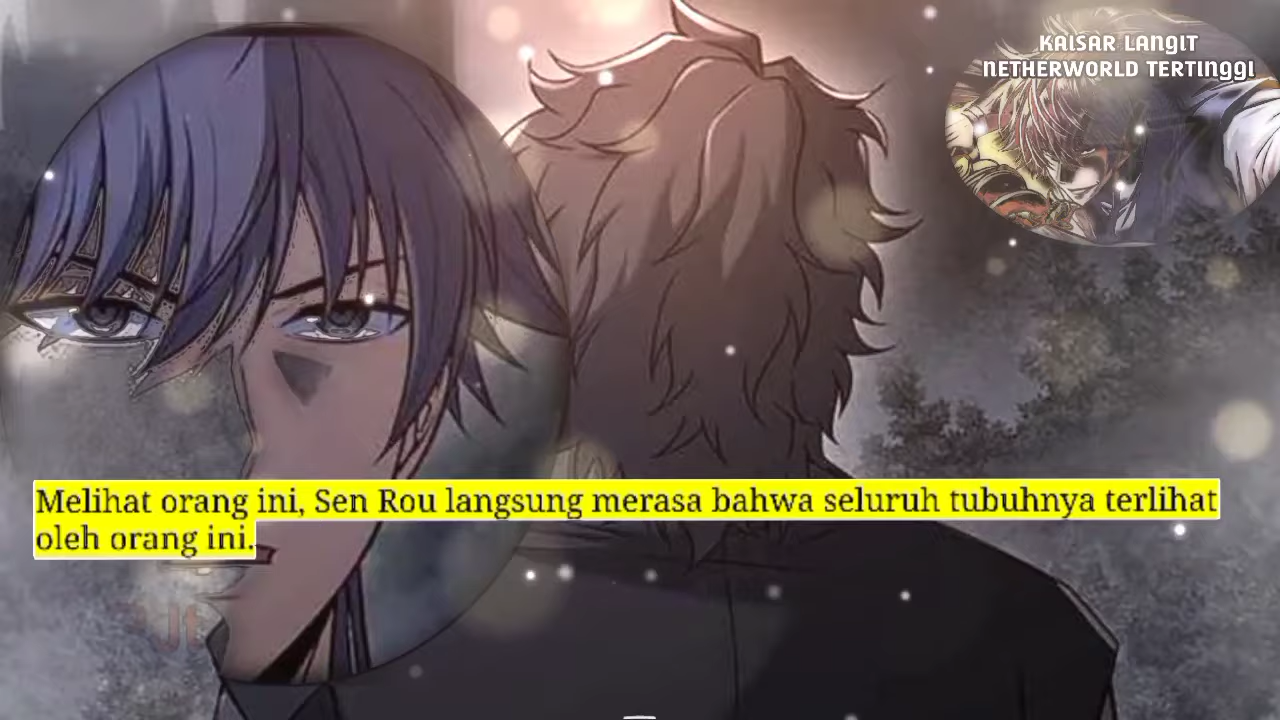 KAISAR LANGIT
NETHERWORLD TERTINGGI
Melihat orang ini, Sen Rou langsung merasa bahwa seluruh tubuhnya terlihat
oleh orang ini.